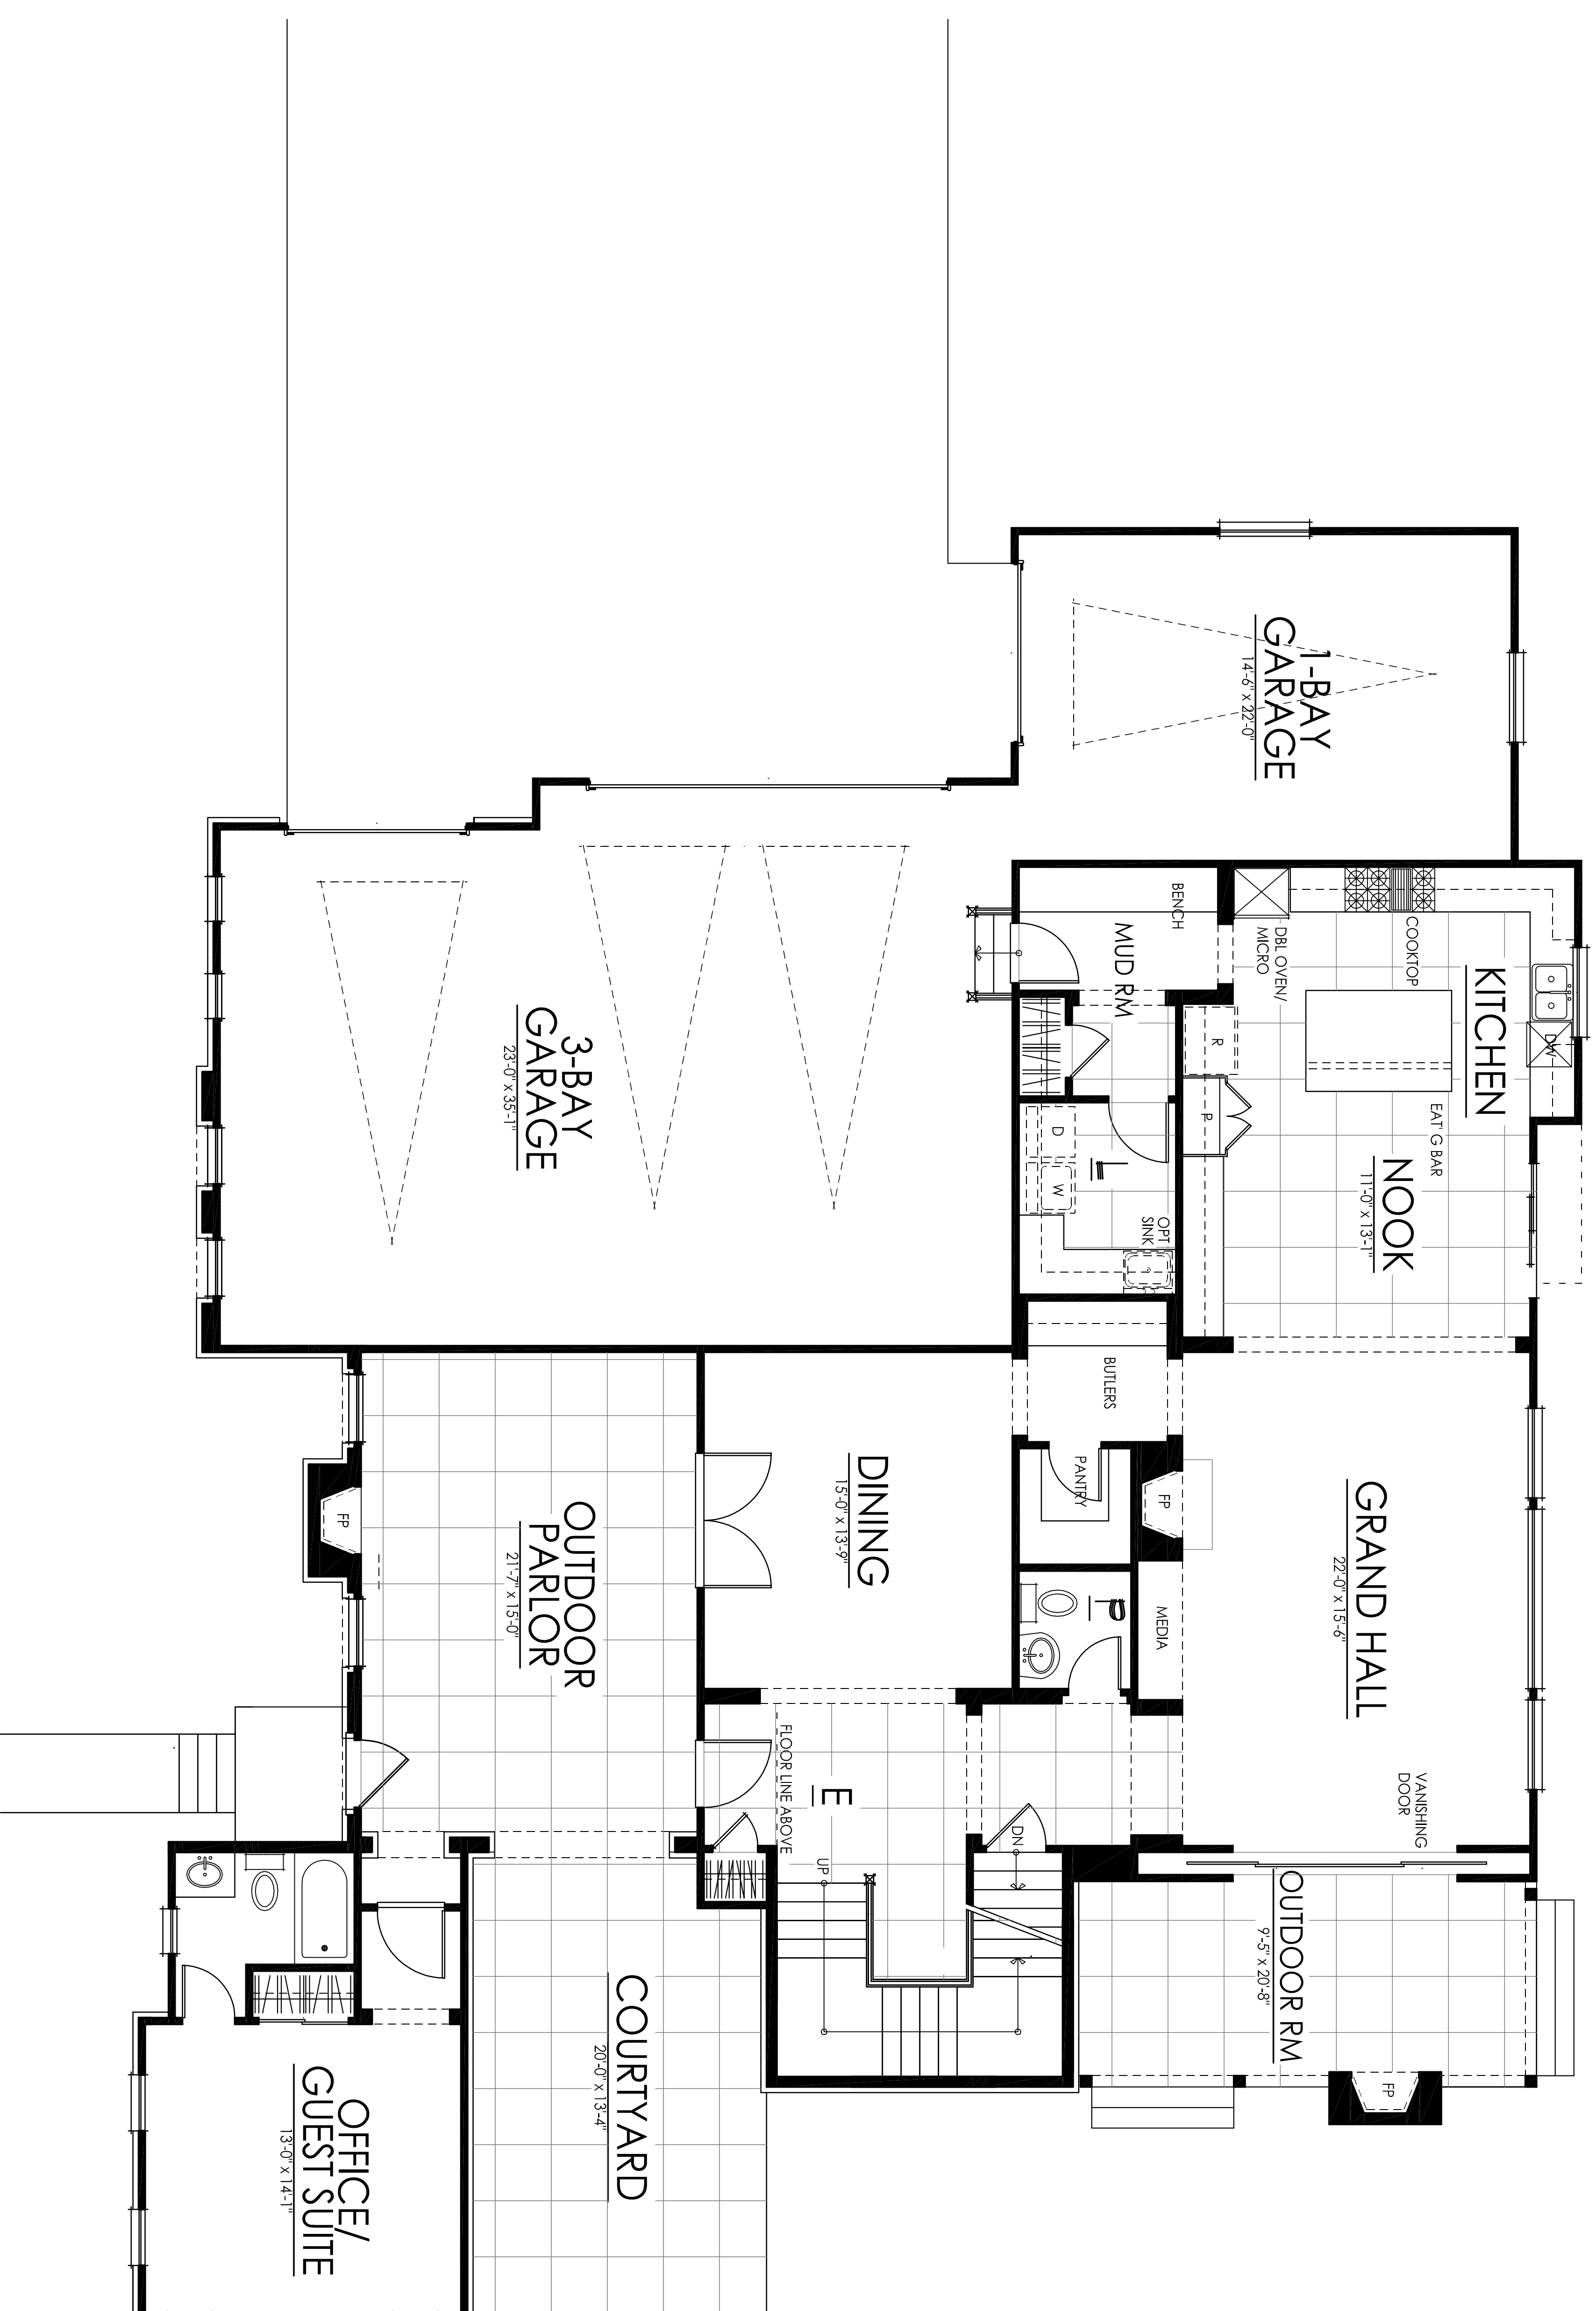 1-BAY
GARAGE
14'-6" x 22'-0"
KITCHEN
DW
COOKTOP
DBL OVEN/
MICRO
BENCH
MUD RM
R
P
EAT'G BAR
NOOK
11'-0" x 13'-1"
3-BAY
GARAGE
23'-0" x 35'-1"
D
W
L
OPT
SINK
BUTLERS
PANTRY
FP
GRAND HALL
22'-0" x 15'-6"
MEDIA
P
DINING
15'-0" x 13'-9"
OUTDOOR
PARLOR
21'-7" x 15'-0"
FP
VANISHING
DOOR
FLOOR LINE ABOVE
E
DN
UP
OUTDOOR RM
9'-5" x 20'-8"
FP
COURTYARD
20'-0" x 13'-4"
OFFICE/
GUEST SUITE
13'-0" x 14'-1"